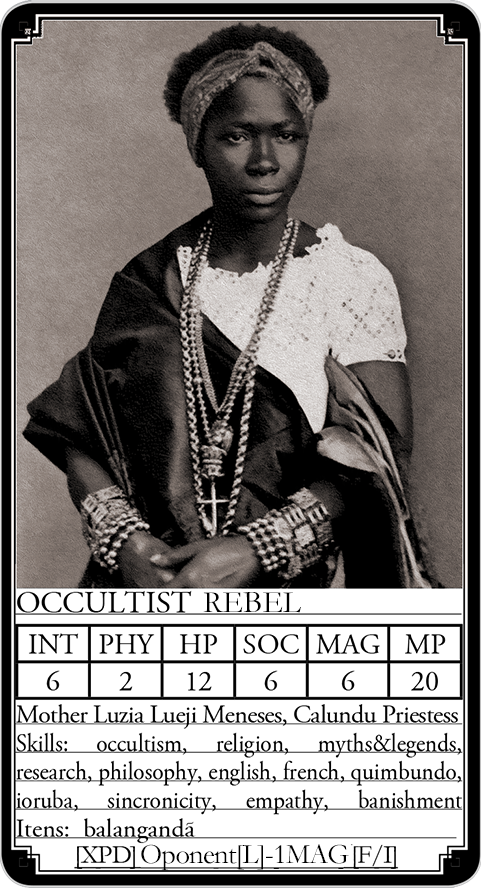 OCCULTIST REBEL
INT PHY HP SOC MAG MP
6 2 12 6 6 20
Mother Luzia Lueji Meneses, Calundu Priestess
Skills: occultism, religion, myths&legends,
research, philosophy, english, french, quimbundo,
ioruba, sincronicity, empathy, banishment
Itens: balangandã
[XPD] Oponent[L]-1MAG [F/I]